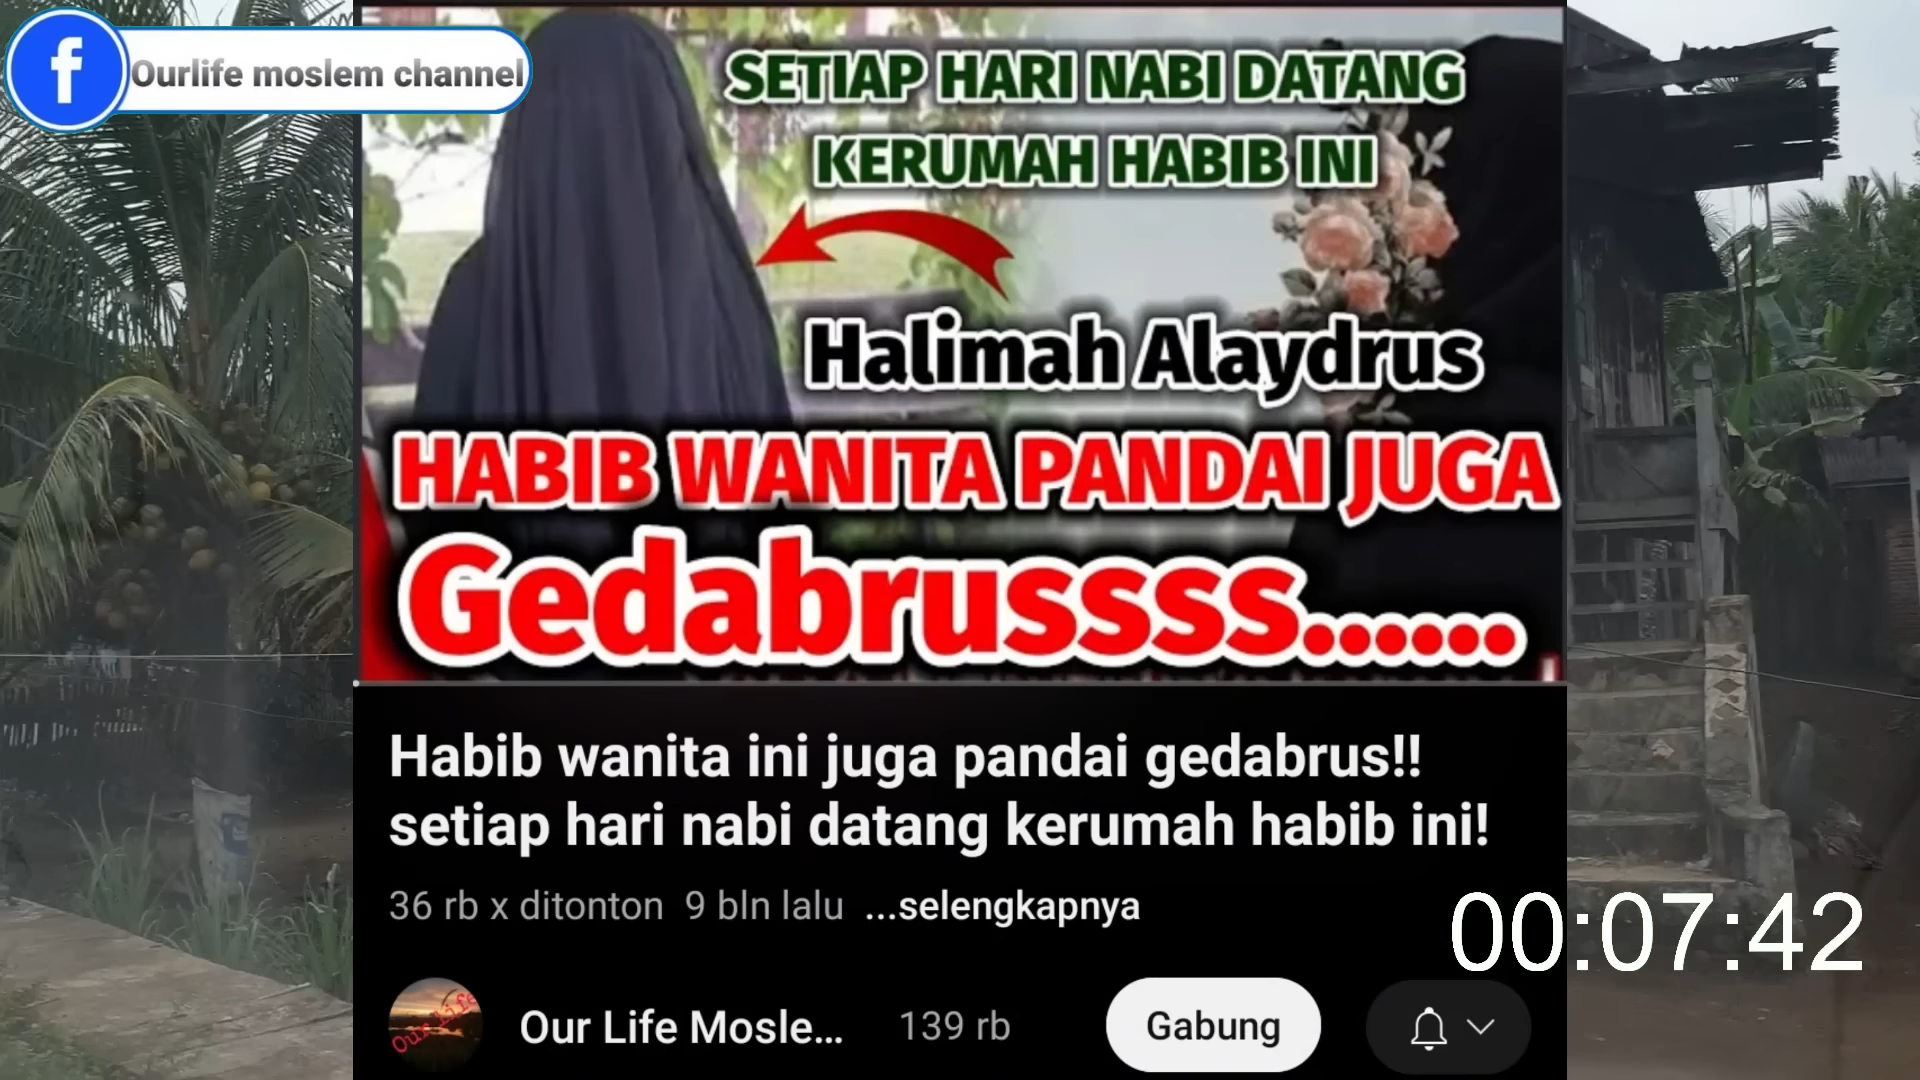 f
Ourlife moslem channel
SETIAP HARI NABI DATANG
KERUMAH HABIB INI
Halimah Alaydrus
HABIB WANITA PANDAI JUGA
Gedabrussss......
Habib wanita ini juga pandai gedabrus!!
setiap hari nabi datang kerumah habib ini!
36 rb x ditonton 9 bln lalu ...selengkapnya
00:07:42
Our life
Our Life Mosle... 139 rb Gabung